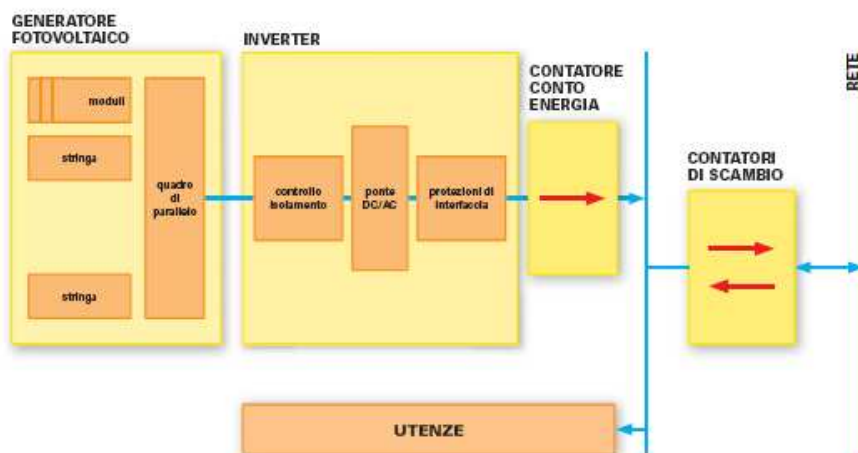 GENERATORE
FOTOVOLTAICO
moduli
stringa
stringa
quadro
di
parallelo
INVERTER
controllo
isolamento
ponte
DC/AC
protezioni di
interfaccia
CONTATORE
CONTO
ENERGIA
CONTATORI
DI SCAMBIO
RETE
UTENZE